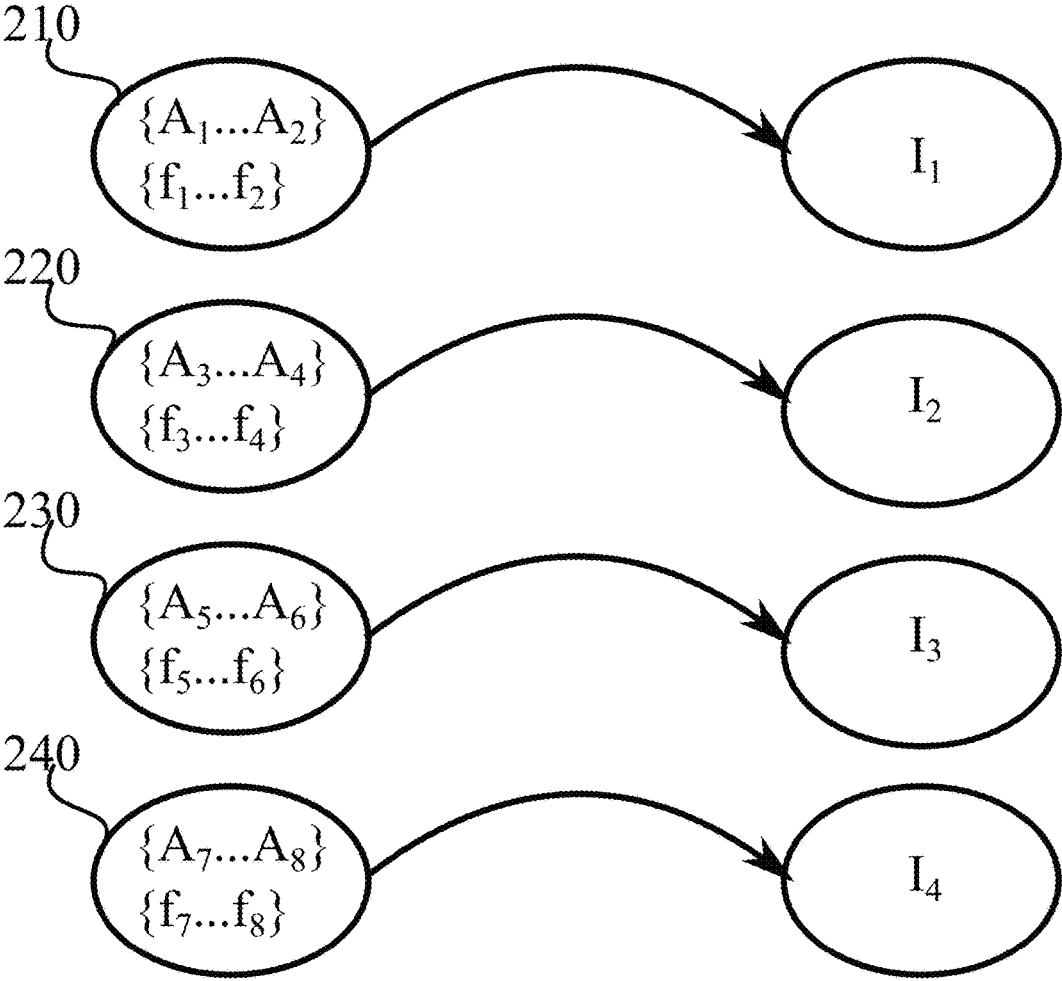 210
{A₁...A₂}
{f₁...f₂}
I₁
220
{A₃...A₄}
{f₃...f₄}
I₂
230
{A₅...A₆}
{f₅...f₆}
I₃
240
{A₇...A₈}
{f₇...f₈}
I₄